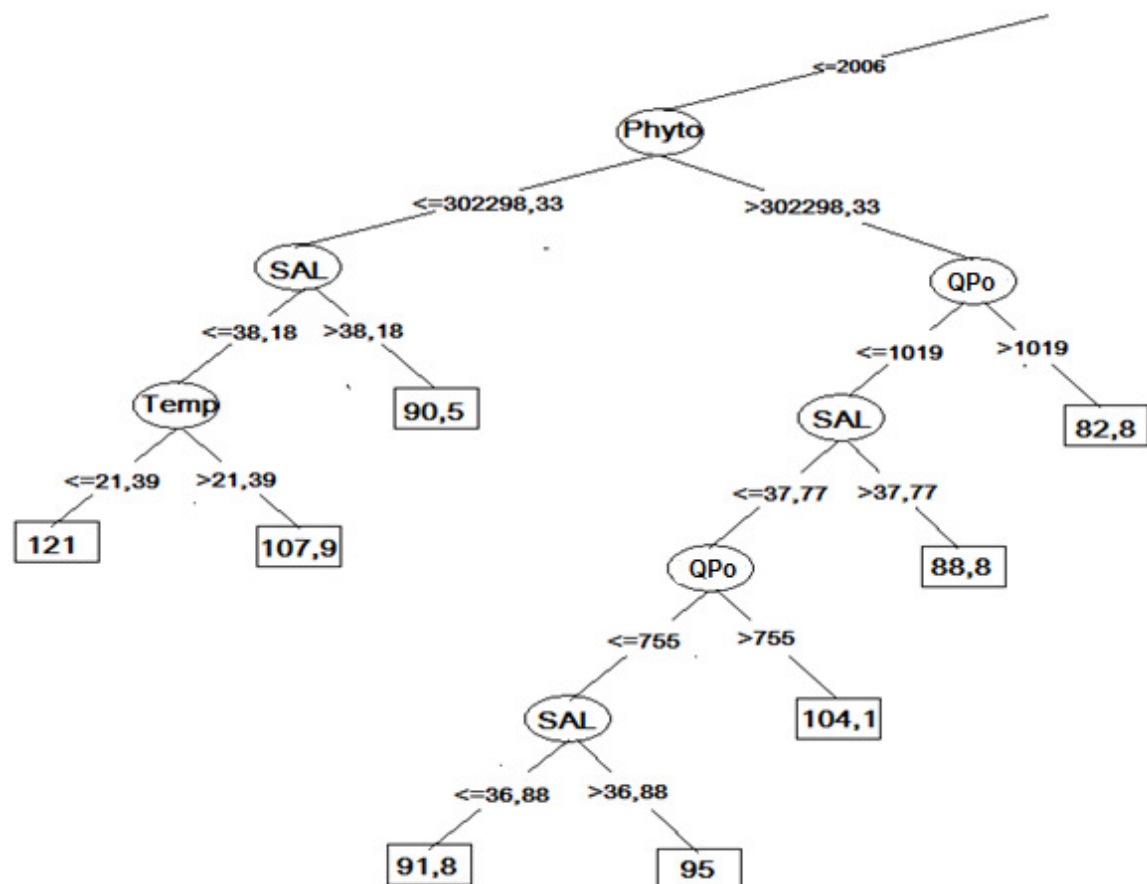 <=2006
Phyto
<=302298,33 >302298,33
SAL QPo
<=38,18 >38,18 <=1019 >1019
Temp 90,5 SAL 82,8
<=21,39 >21,39 <=37,77 >37,77
121 107,9 QPo 88,8
<=755 >755
SAL 104,1
<=36,88 >36,88
91,8 95